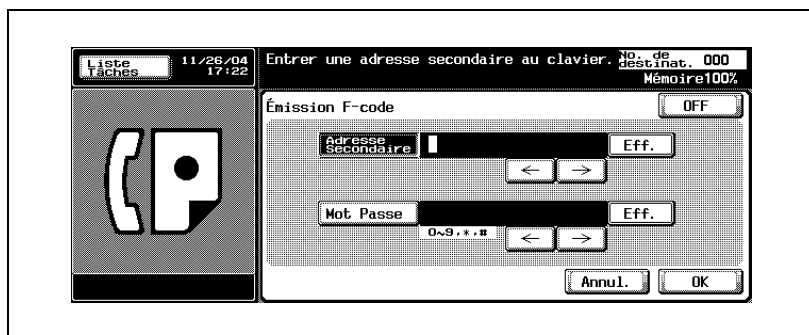 Liste
Tâches
11/26/04
17:22
Entrer une adresse secondaire au clavier.
No. de
destinat. 000
Mémoire100%
Émission F-code
OFF
Adresse
Secondaire
Eff.
← →
Mot Passe
Eff.
0~9,*,#
← →
Annul.
OK